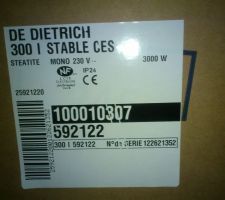 DE DIETRICH
300 l STABLE CES
STEATITE MONO 230 V~ 3000 W
NF IP24
CE
25921220
100010307
592122
300 l 592122 N° de SERIE 122621352